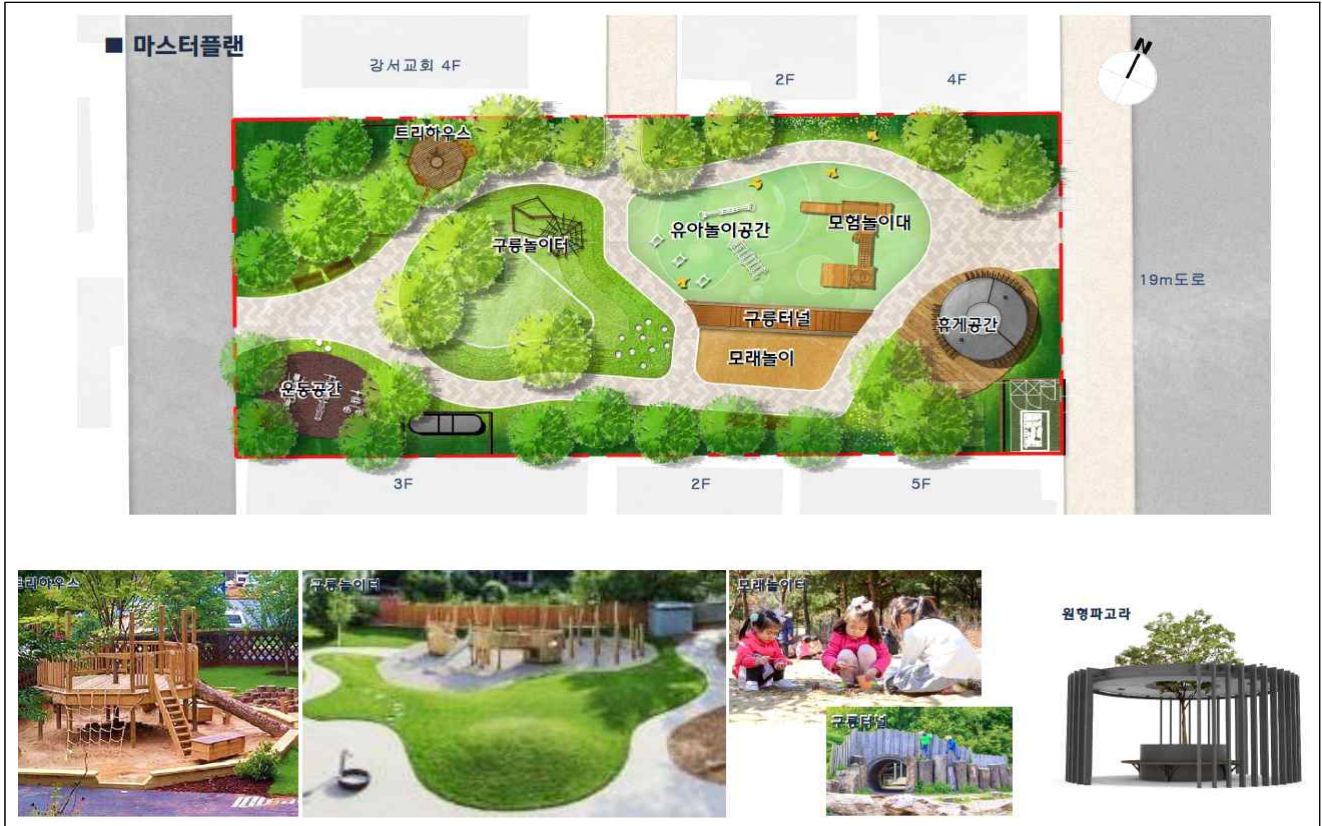 ■ 마스터플랜
강서교회 4F
2F
4F
N
트리하우스
구릉놀이터
유아놀이공간
모험놀이대
19m도로
구릉터널
휴게공간
모래놀이
운동공간
3F
2F
5F
트리하우스
구릉놀이터
모래놀이터
원형파고라
구릉터널